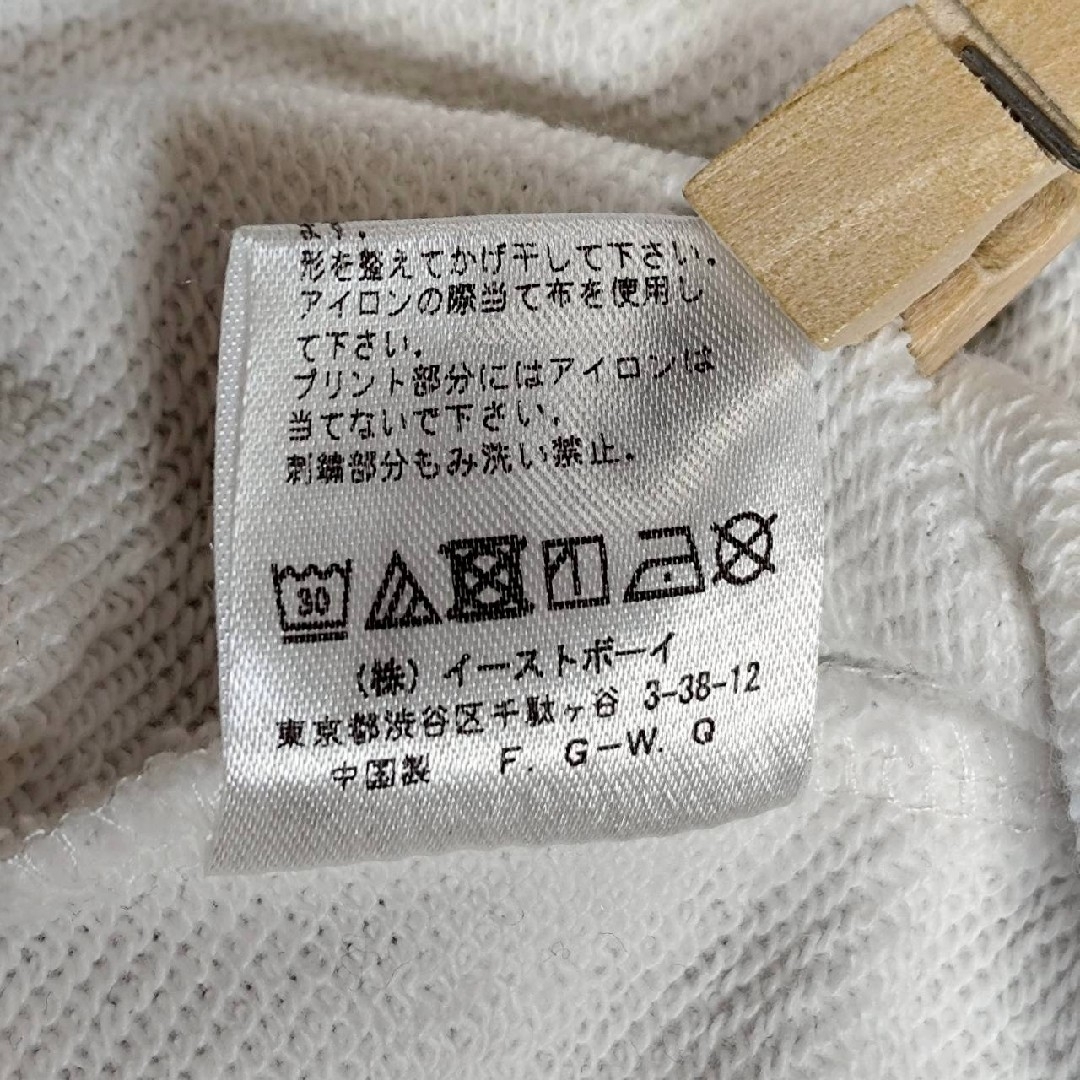 ます.
形を整えてかげ干して下さい.
アイロンの際当て布を使用し
て下さい.
プリント部分にはアイロンは
当てないで下さい.
刺繍部分もみ洗い禁止.
30
(株) イーストボーイ
東京都渋谷区千駄ヶ谷 3-38-12
中国製 F. G-W. Q